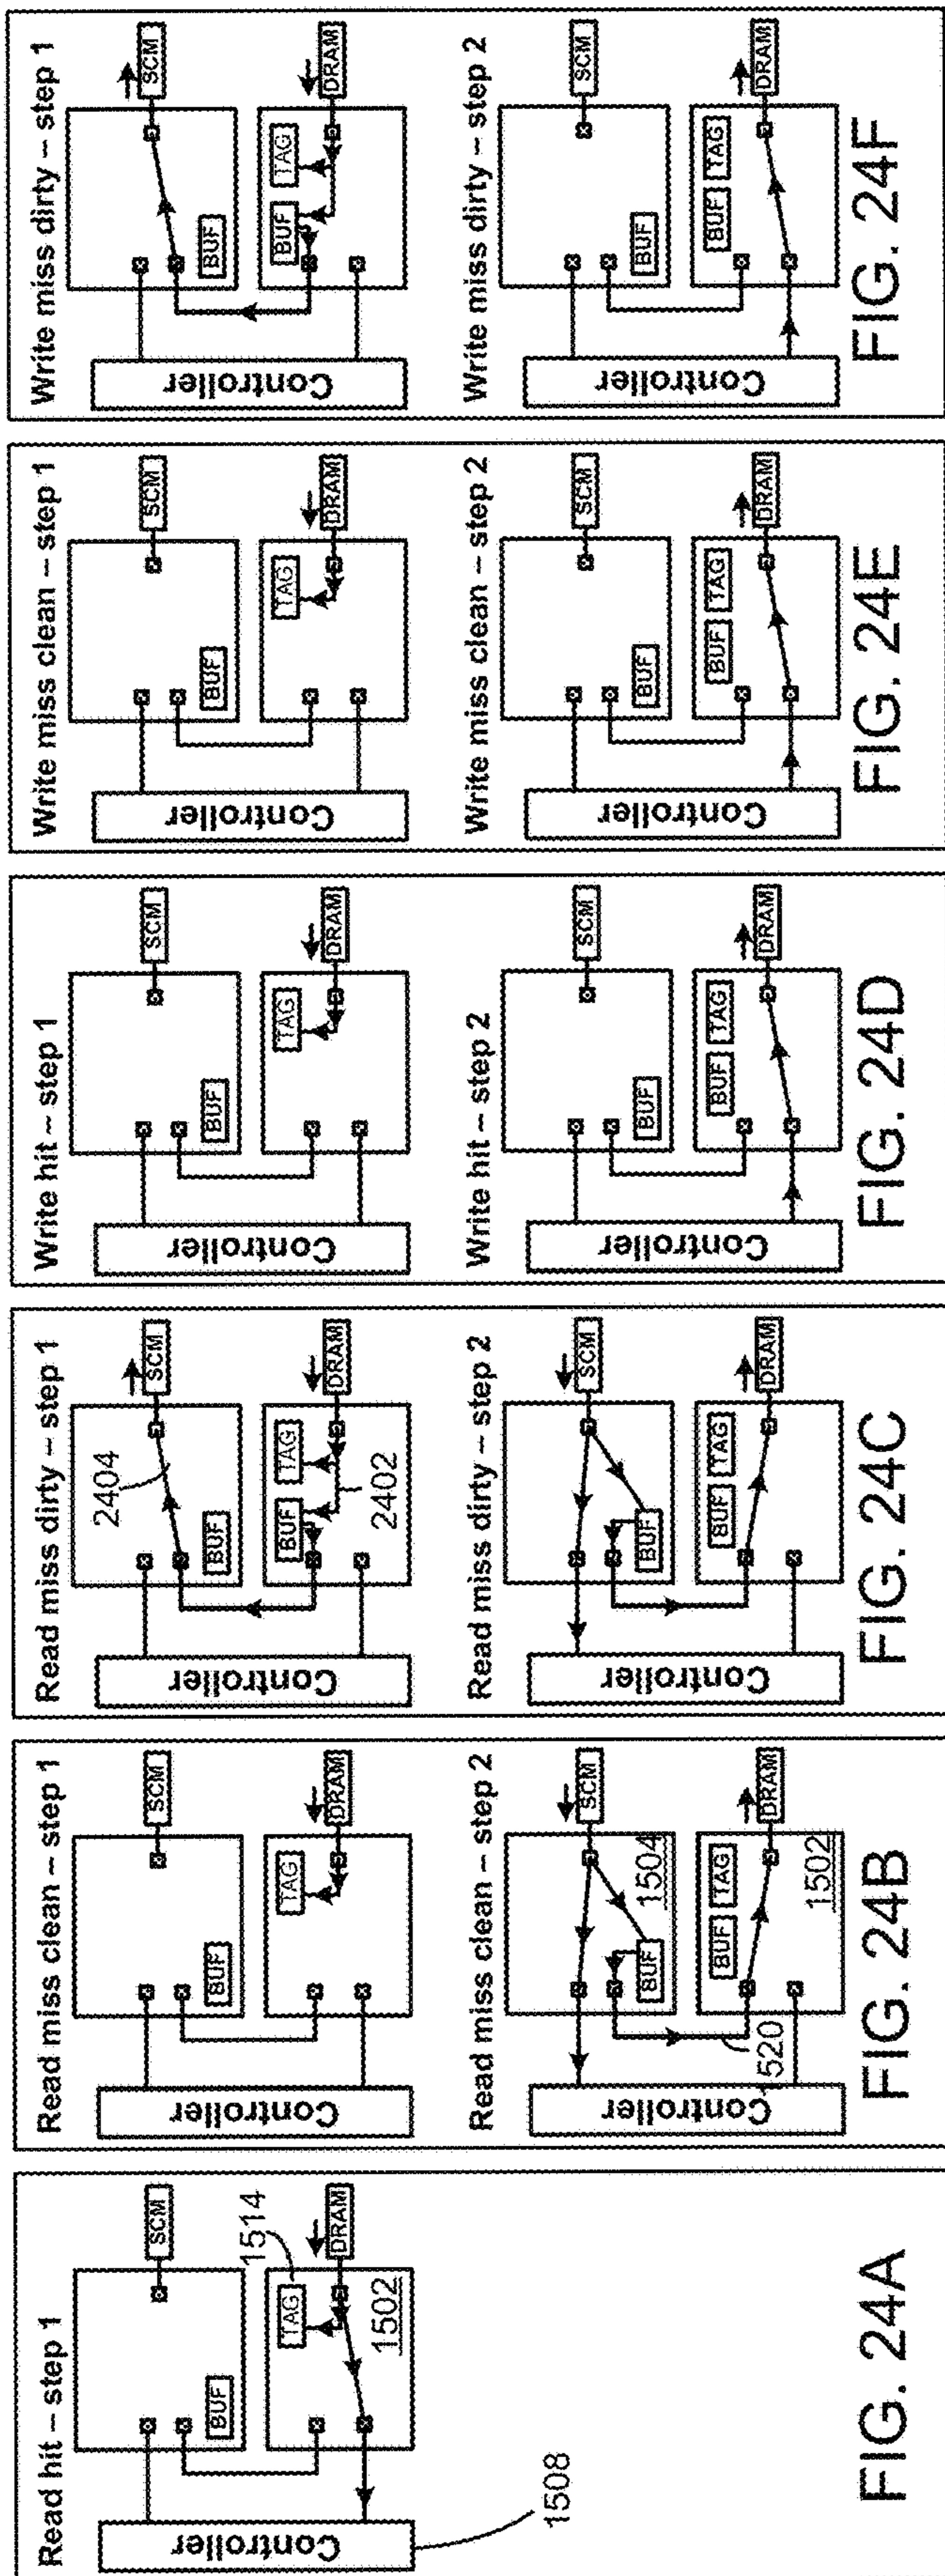 Read hit – step 1
SCM
BUF
1514
TAG
DRAM
1502
Controller
1508
FIG. 24A
Read miss clean – step 1
SCM
BUF
TAG
DRAM
Controller
Read miss clean – step 2
SCM
1504
BUF
BUF
TAG
DRAM
1502
1520
Controller
FIG. 24B
Read miss dirty – step 1
2404
SCM
BUF
BUF
TAG
DRAM
2402
Controller
Read miss dirty – step 2
SCM
BUF
BUF
TAG
DRAM
Controller
FIG. 24C
Write hit – step 1
SCM
BUF
TAG
DRAM
Controller
Write hit – step 2
SCM
BUF
BUF
TAG
DRAM
Controller
FIG. 24D
Write miss clean – step 1
SCM
BUF
TAG
DRAM
Controller
Write miss clean – step 2
SCM
BUF
BUF
TAG
DRAM
Controller
FIG. 24E
Write miss dirty – step 1
SCM
BUF
BUF
TAG
DRAM
Controller
Write miss dirty – step 2
SCM
BUF
BUF
TAG
DRAM
Controller
FIG. 24F